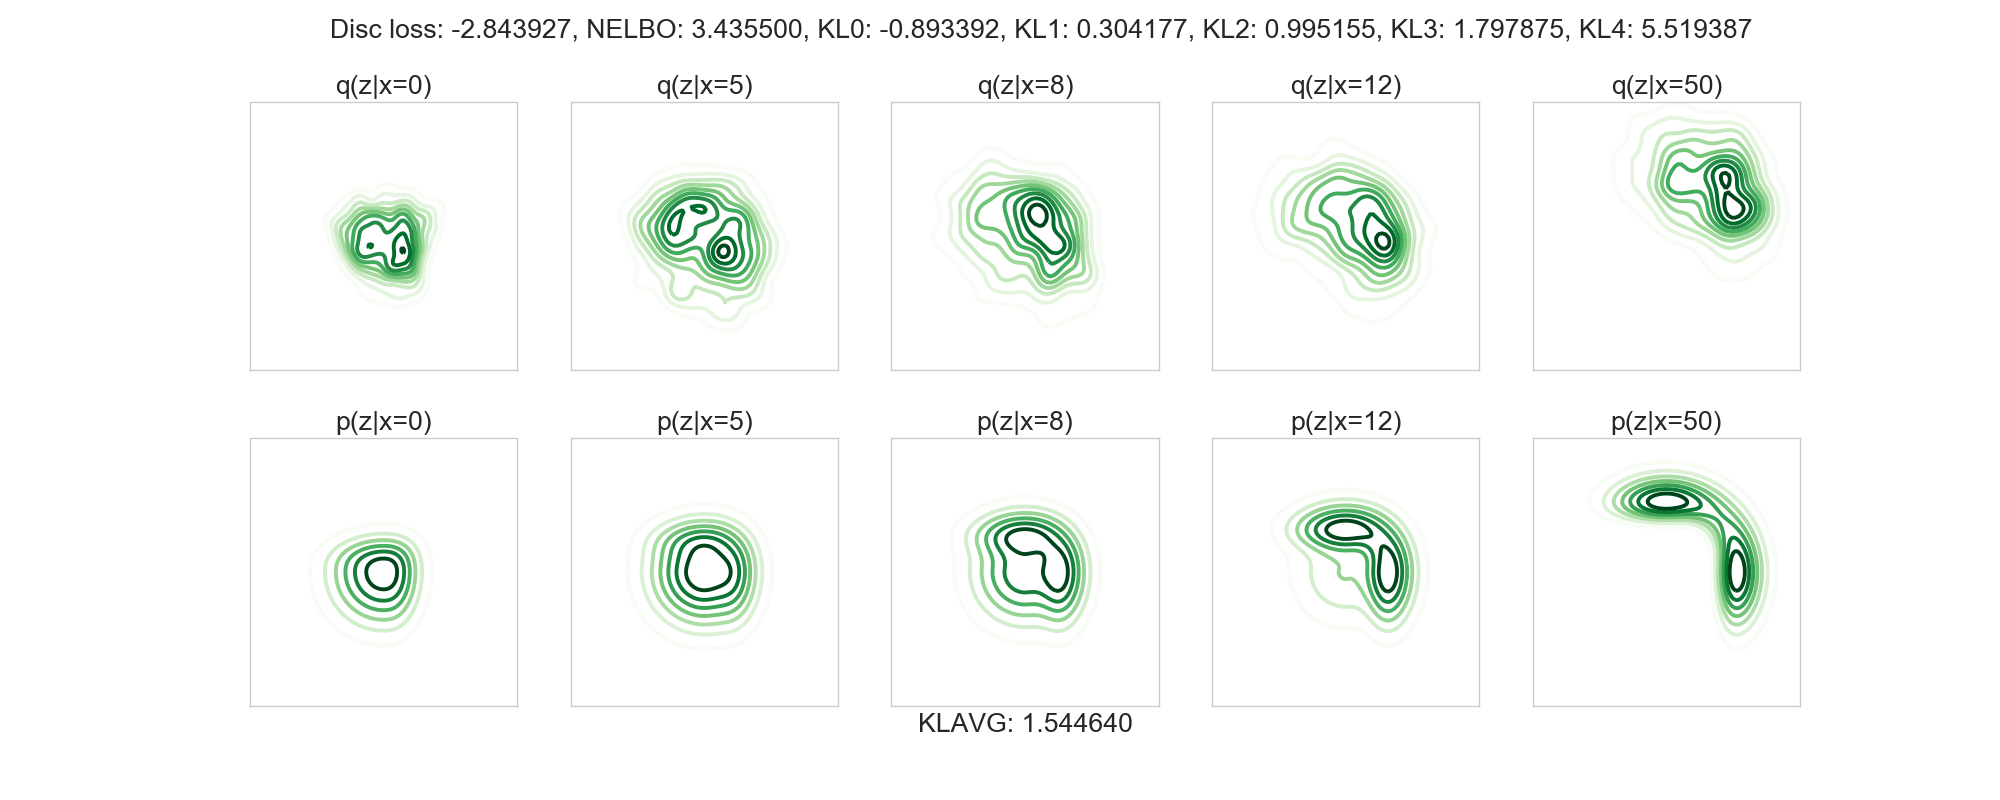 Disc loss: -2.843927, NELBO: 3.435500, KL0: -0.893392, KL1: 0.304177, KL2: 0.995155, KL3: 1.797875, KL4: 5.519387
q(z|x=0) q(z|x=5) q(z|x=8) q(z|x=12) q(z|x=50)
p(z|x=0) p(z|x=5) p(z|x=8) p(z|x=12) p(z|x=50)
KLAVG: 1.544640